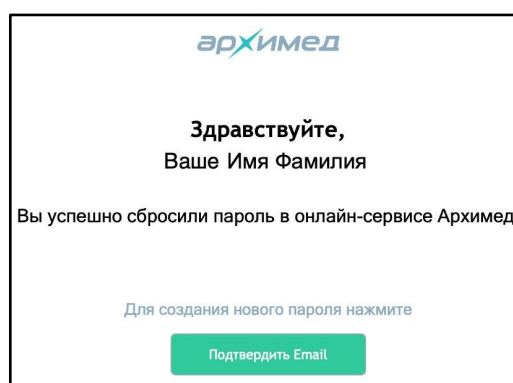 архимед
Здравствуйте,
Ваше Имя Фамилия
Вы успешно сбросили пароль в онлайн-сервисе Архимед
Для создания нового пароля нажмите
Подтвердить Email